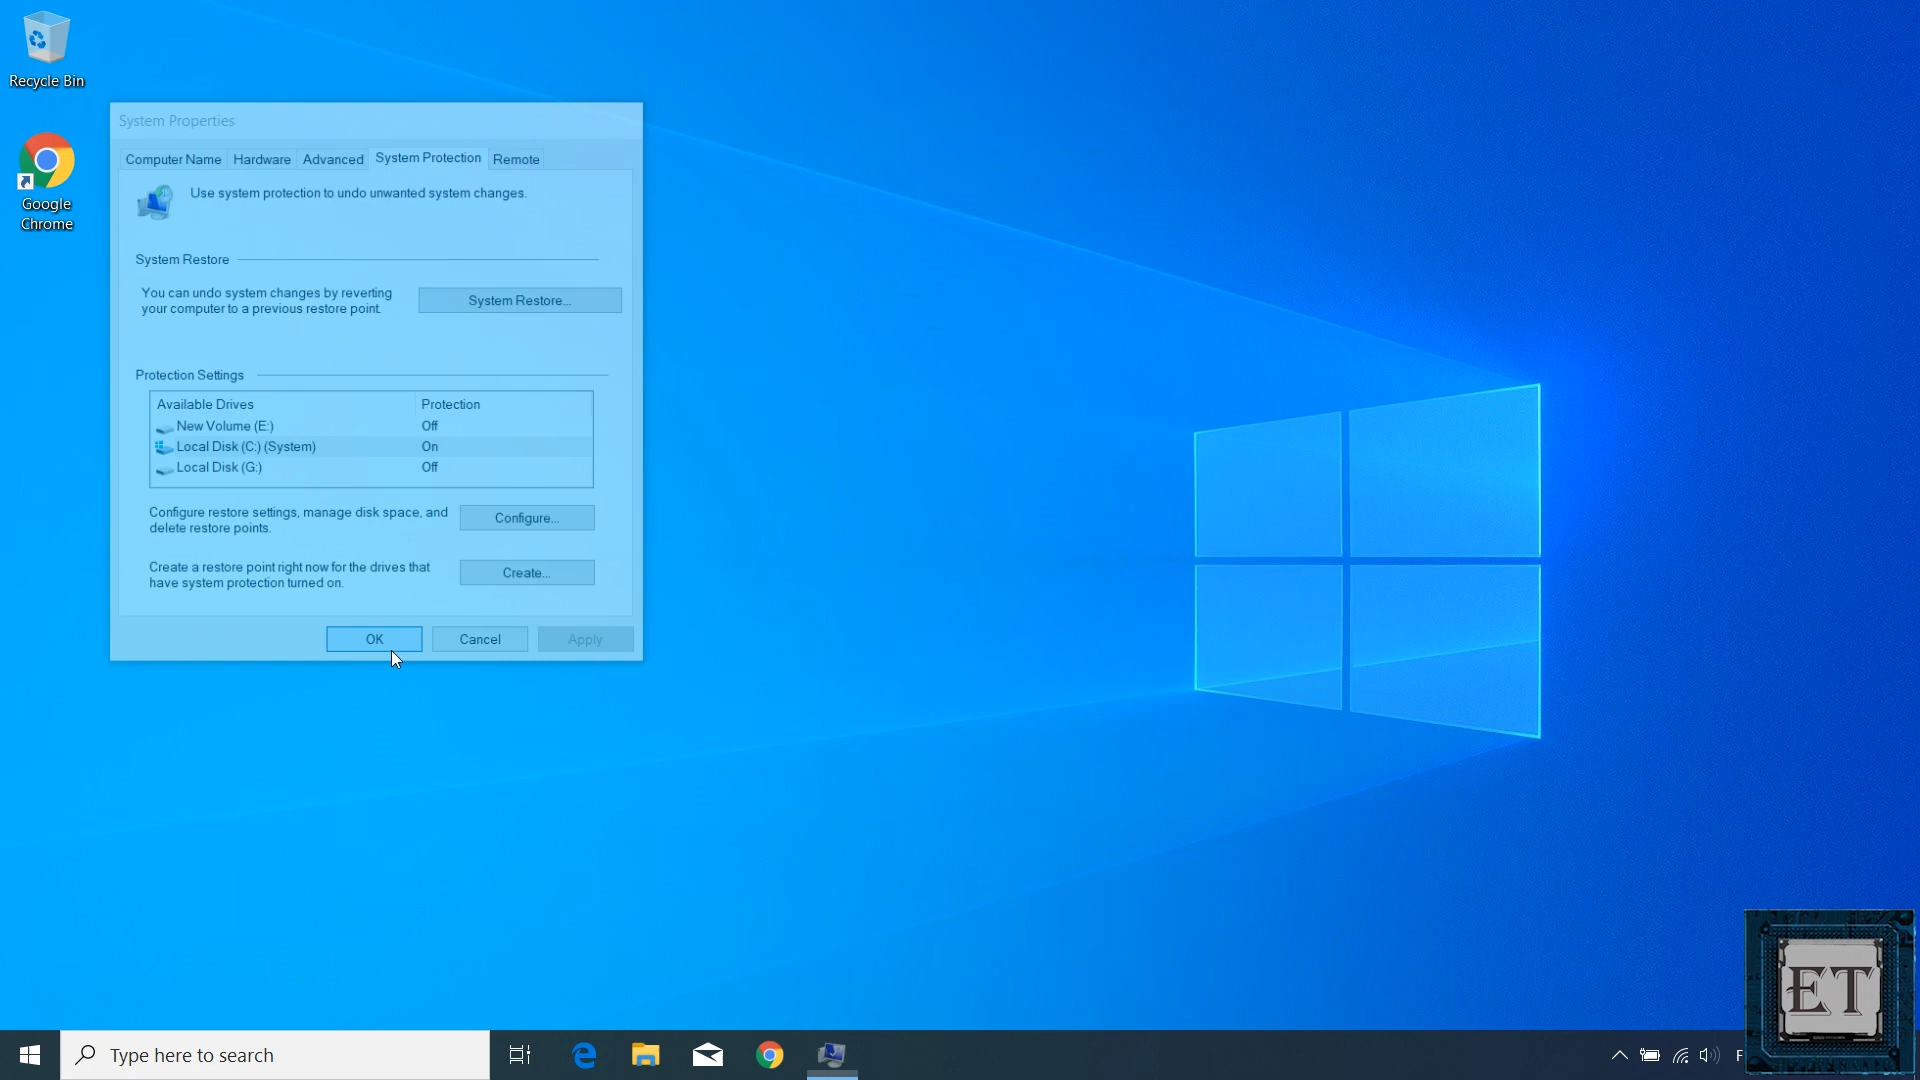 Recycle Bin
Google
Chrome
System Properties
Computer Name Hardware Advanced System Protection Remote
Use system protection to undo unwanted system changes.
System Restore
You can undo system changes by reverting
your computer to a previous restore point.
System Restore...
Protection Settings
Available Drives Protection
New Volume (E:) Off
Local Disk (C:) (System) On
Local Disk (G:) Off
Configure restore settings, manage disk space, and
delete restore points.
Configure...
Create a restore point right now for the drives that
have system protection turned on.
Create...
OK Cancel Apply
ET
Type here to search
F